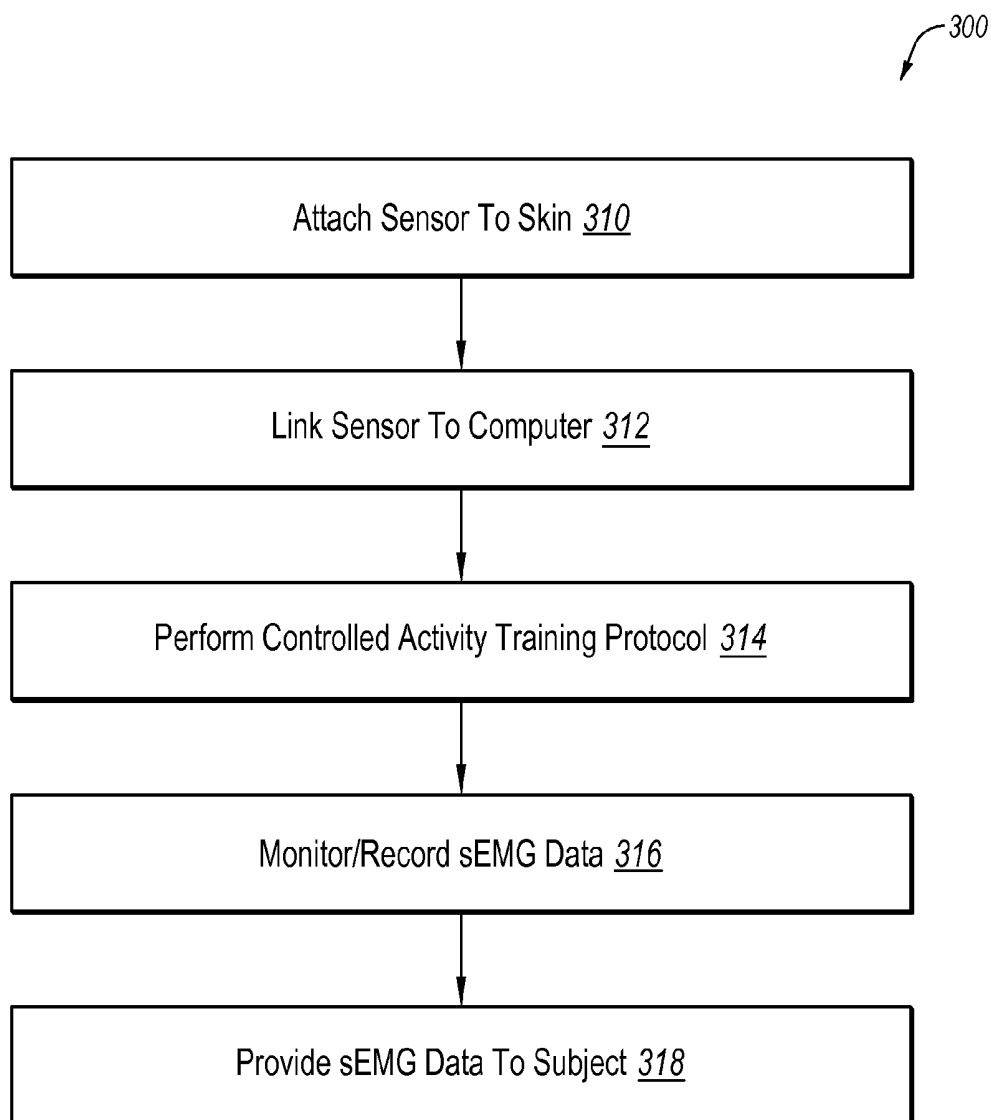 300
Attach Sensor To Skin 310
Link Sensor To Computer 312
Perform Controlled Activity Training Protocol 314
Monitor/Record sEMG Data 316
Provide sEMG Data To Subject 318